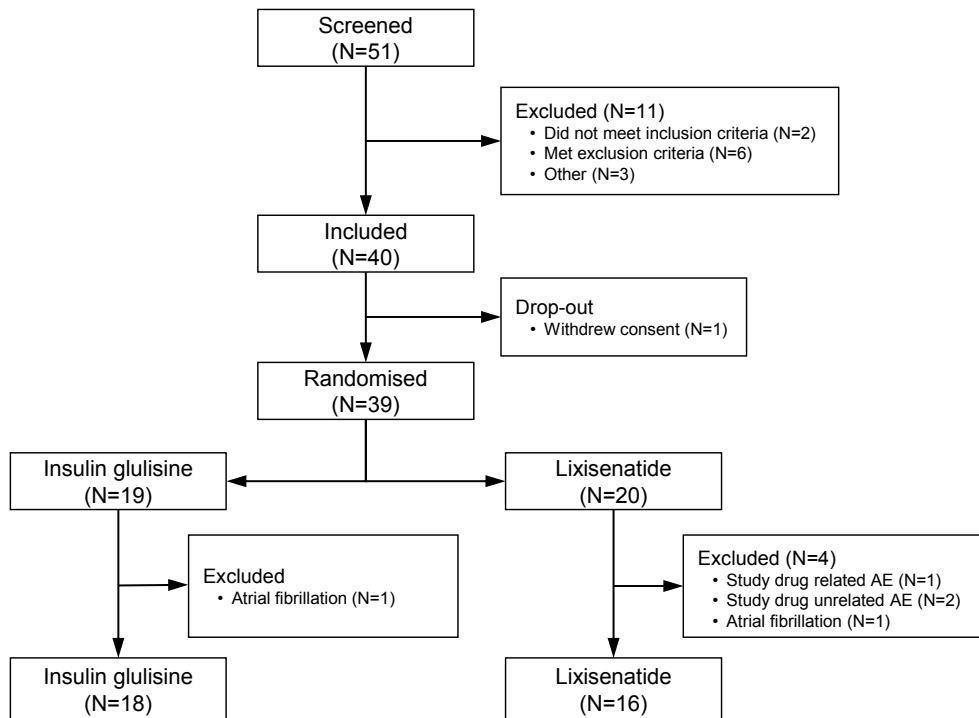 Screened
(N=51)
Excluded (N=11)
• Did not meet inclusion criteria (N=2)
• Met exclusion criteria (N=6)
• Other (N=3)
Included
(N=40)
Drop-out
• Withdrew consent (N=1)
Randomised
(N=39)
Insulin glulisine
(N=19)
Lixisenatide
(N=20)
Excluded
• Atrial fibrillation (N=1)
Excluded (N=4)
• Study drug related AE (N=1)
• Study drug unrelated AE (N=2)
• Atrial fibrillation (N=1)
Insulin glulisine
(N=18)
Lixisenatide
(N=16)